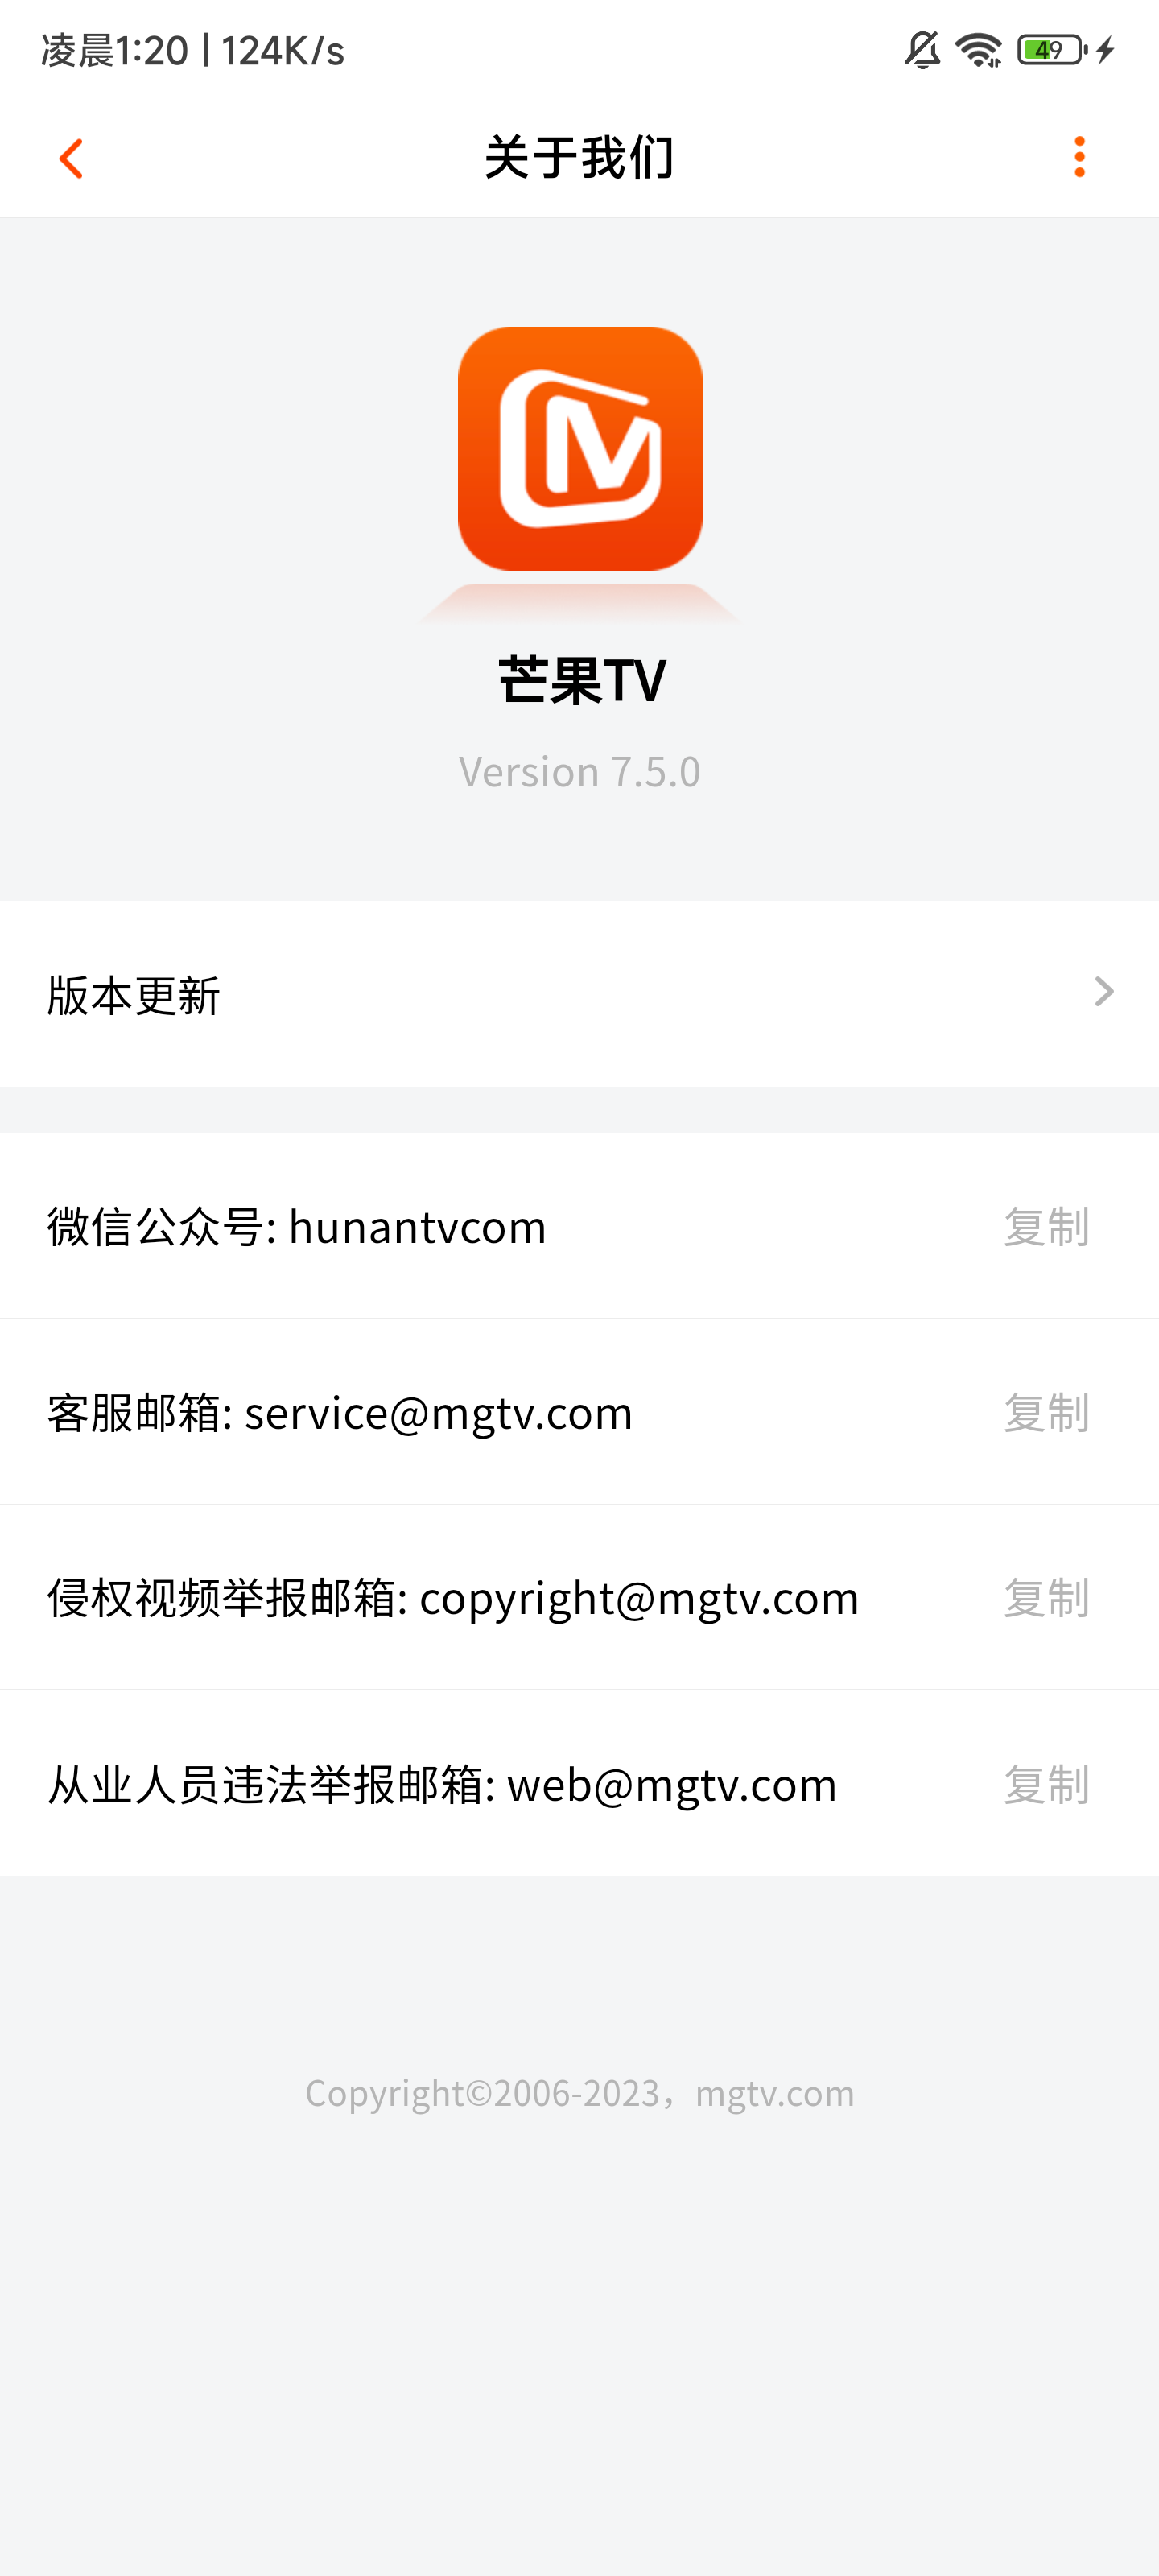 凌晨1:20 | 124K/s 49
关于我们
芒果TV
Version 7.5.0
版本更新
微信公众号: hunantvcom 复制
客服邮箱: service@mgtv.com 复制
侵权视频举报邮箱: copyright@mgtv.com 复制
从业人员违法举报邮箱: web@mgtv.com 复制
Copyright©2006-2023，mgtv.com